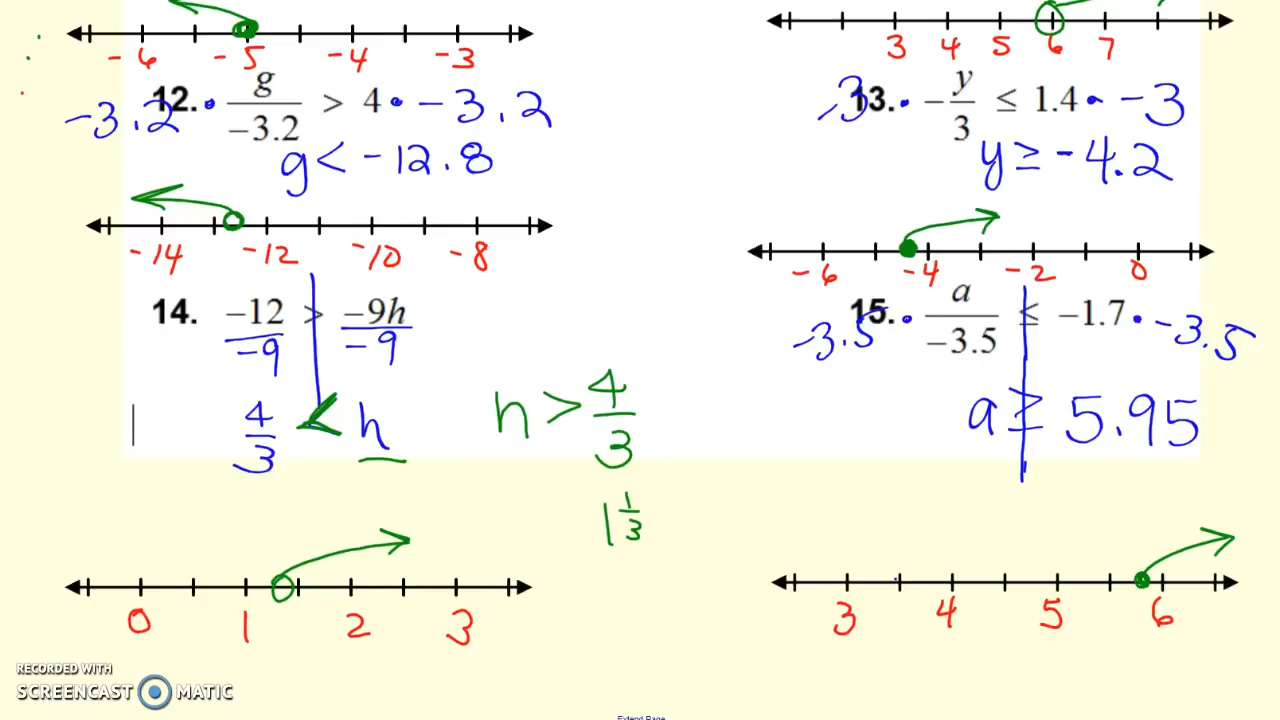 -6 -5 -4 -3
3 4 5 6 7
12. g/-3.2 > 4
-3.2 • • -3.2
g < -12.8
-14 -12 -10 -8
13. -y/3 ≤ 1.4
-3 • • -3
y ≥ -4.2
-6 -4 -2 0
14. -12 > -9h
-9 -9
4/3 < h
h > 4/3
1 1/3
0 1 2 3
15. a/-3.5 ≤ -1.7
-3.5 • • -3.5
a ≥ 5.95
3 4 5 6
RECORDED WITH
SCREENCAST MATIC
Extend Page